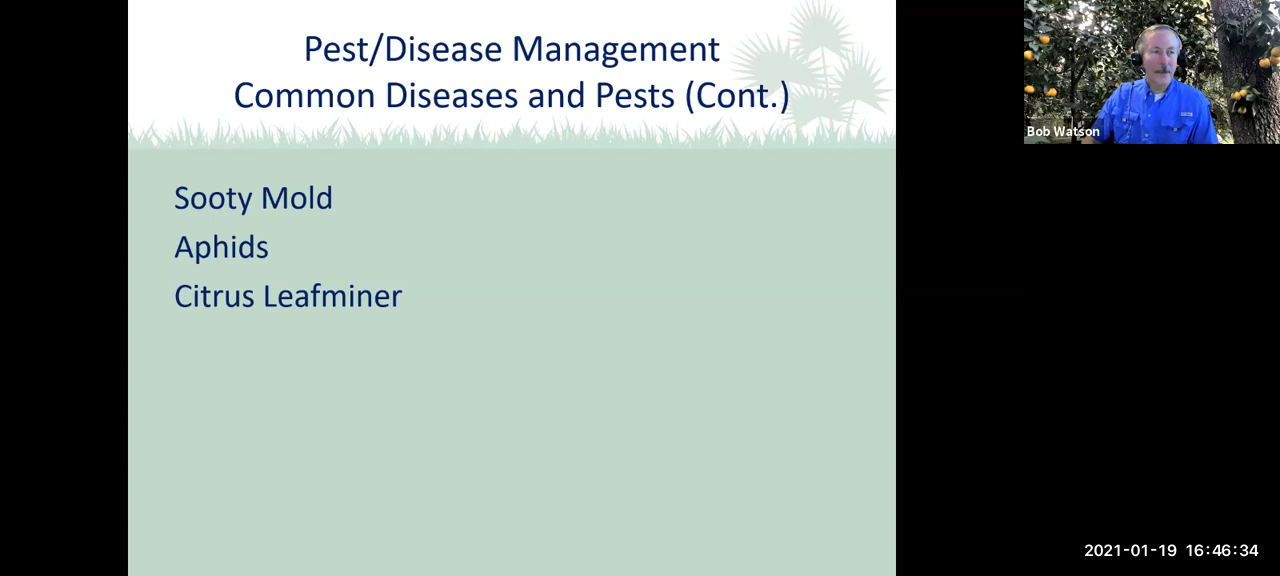 Pest/Disease Management
Common Diseases and Pests (Cont.)
Sooty Mold
Aphids
Citrus Leafminer
Bob Watson
2021-01-19 16:46:34